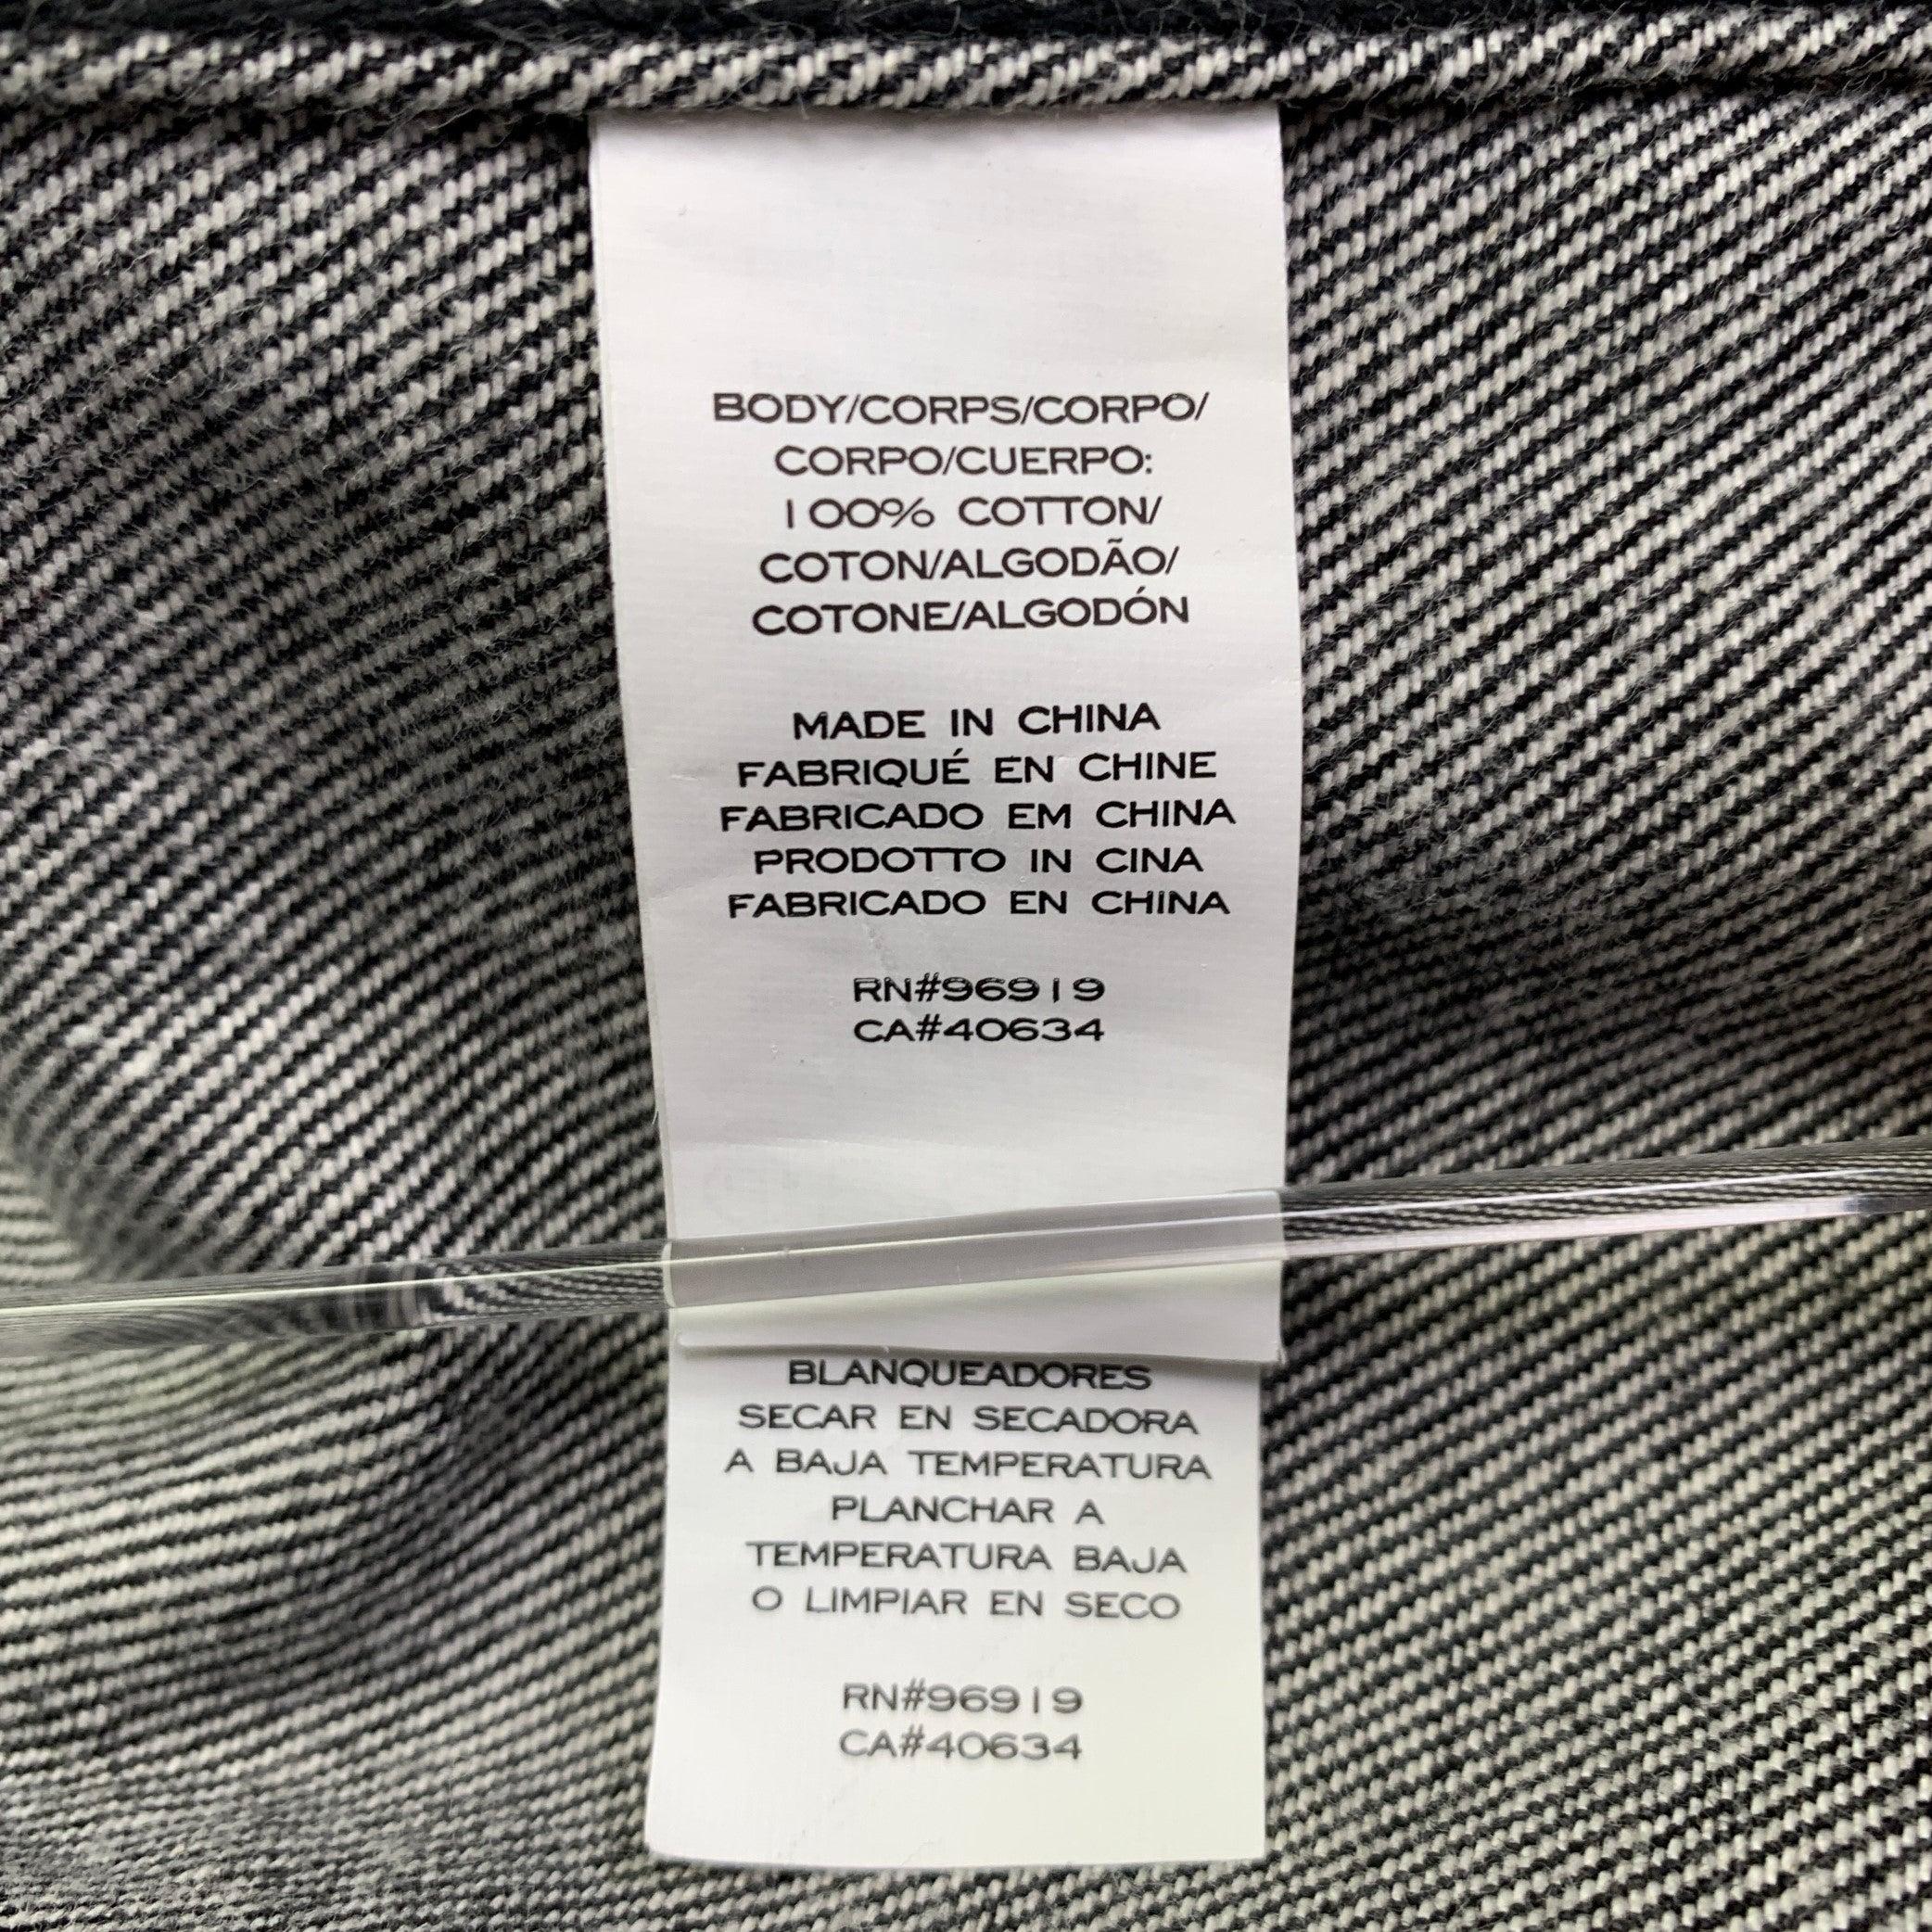 BODY/CORPS/CORPO/
CORPO/CUERPO:
100% COTTON/
COTON/ALGODÃO/
COTONE/ALGODÓN
MADE IN CHINA
FABRIQUÉ EN CHINE
FABRICADO EM CHINA
PRODOTTO IN CINA
FABRICADO EN CHINA
RN#96919
CA#40634
BLANQUEADORES
SECAR EN SECADORA
A BAJA TEMPERATURA
PLANCHAR A
TEMPERATURA BAJA
O LIMPIAR EN SECO
RN#96919
CA#40634